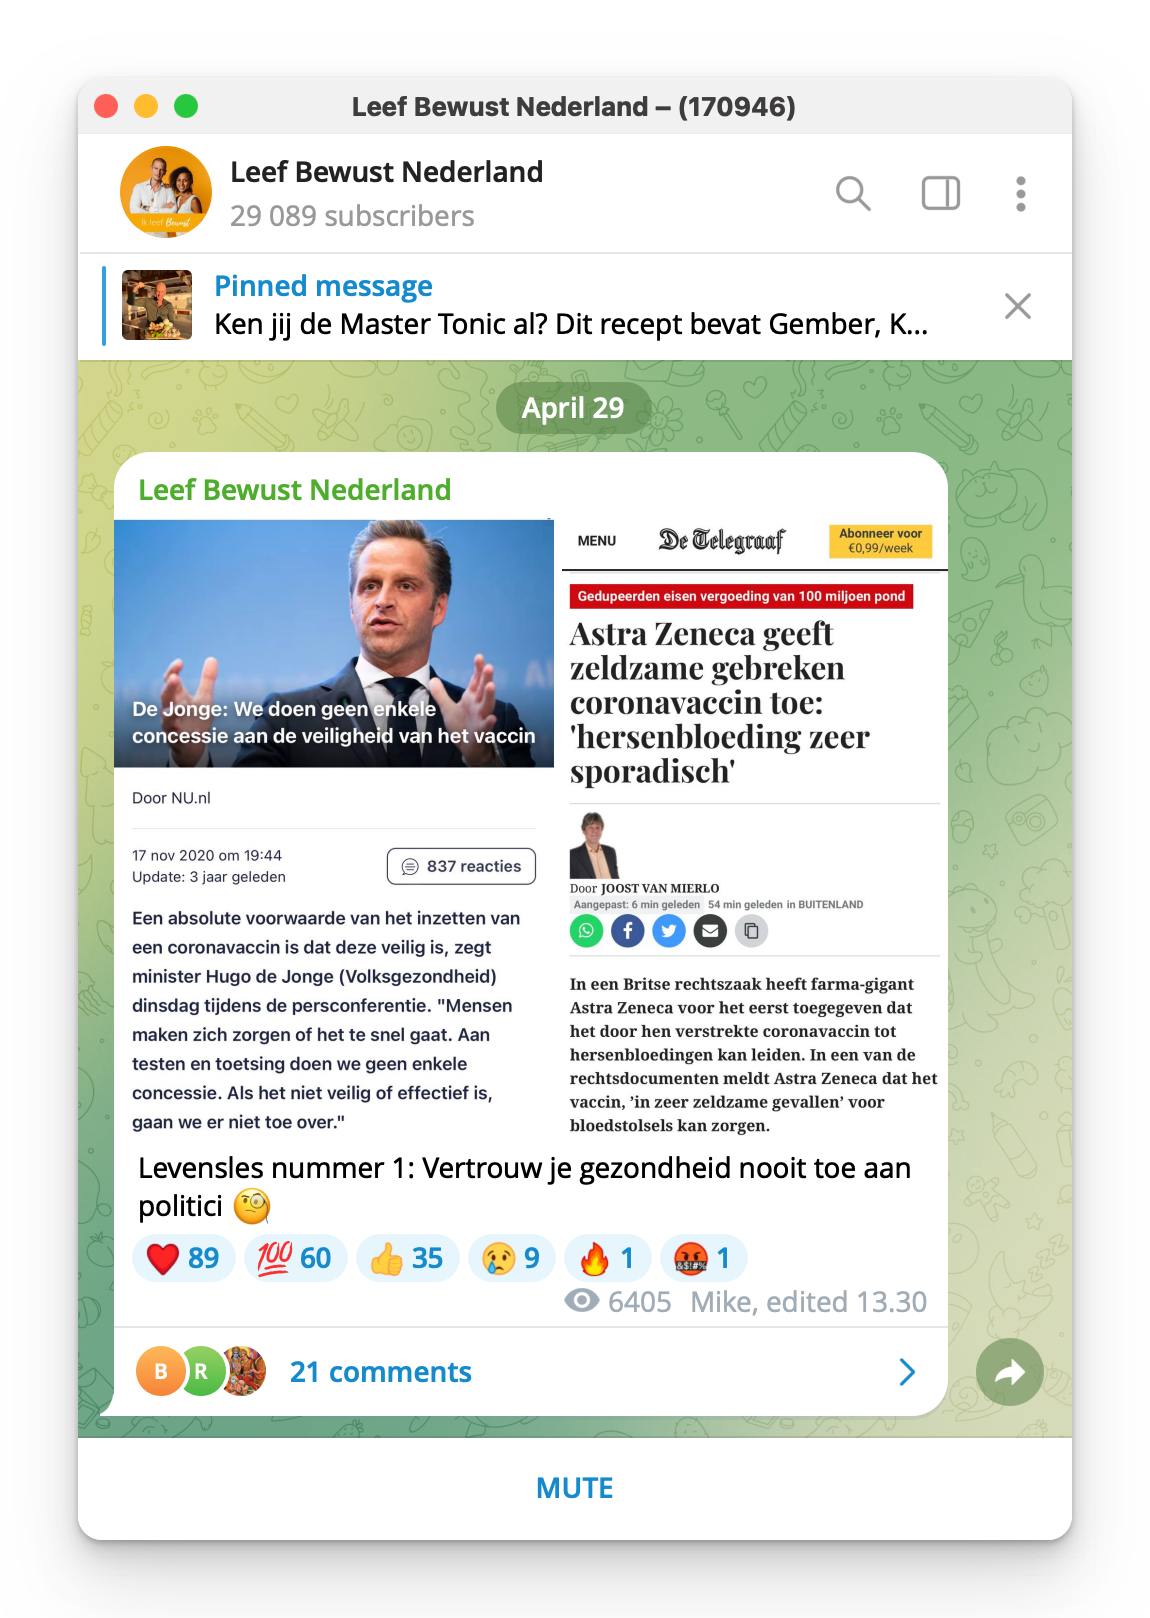 Leef Bewust Nederland – (170946)
Leef Bewust Nederland
29 089 subscribers
Ik leef Bewust
Pinned message
Ken jij de Master Tonic al? Dit recept bevat Gember, K...
April 29
Leef Bewust Nederland
De Jonge: We doen geen enkele
concessie aan de veiligheid van het vaccin
Door NU.nl
17 nov 2020 om 19:44
Update: 3 jaar geleden
837 reacties
Een absolute voorwaarde van het inzetten van
een coronavaccin is dat deze veilig is, zegt
minister Hugo de Jonge (Volksgezondheid)
dinsdag tijdens de persconferentie. "Mensen
maken zich zorgen of het te snel gaat. Aan
testen en toetsing doen we geen enkele
concessie. Als het niet veilig of effectief is,
gaan we er niet toe over."
MENU
De Telegraaf
Abonneer voor
€0,99/week
Gedupeerden eisen vergoeding van 100 miljoen pond
Astra Zeneca geeft
zeldzame gebreken
coronavaccin toe:
'hersenbloeding zeer
sporadisch'
Door JOOST VAN MIERLO
Aangepast: 6 min geleden 54 min geleden in BUITENLAND
In een Britse rechtszaak heeft farma-gigant
Astra Zeneca voor het eerst toegegeven dat
het door hen verstrekte coronavaccin tot
hersenbloedingen kan leiden. In een van de
rechtsdocumenten meldt Astra Zeneca dat het
vaccin, ’in zeer zeldzame gevallen’ voor
bloedstolsels kan zorgen.
Levensles nummer 1: Vertrouw je gezondheid nooit toe aan
politici 🧐
❤️ 89 💯 60 👍 35 😢 9 🔥 1 🤬 1
6405 Mike, edited 13.30
B R 21 comments
MUTE